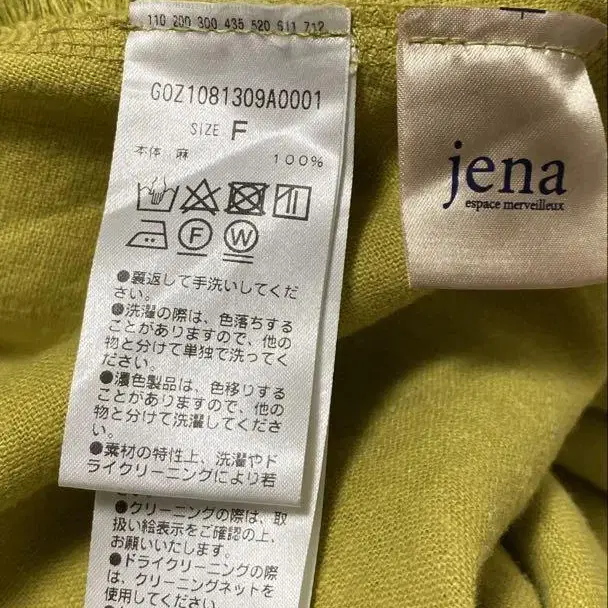 110 200 300 435 520 611 712
G0Z1081309A0001
SIZE F
本体 麻 100%
F W
●裏返して手洗いしてくだ
さい。
●洗濯の際は、色落ちする
ことがありますので、他の
物と分けて単独で洗ってく
ださい。
●濃色製品は、色移りする
ことがありますので、他の
物と分けて洗濯してくださ
い。
●素材の特性上、洗濯やド
ライクリーニングにより若
●クリーニングの際は、取
扱い絵表示をご確認の上、
お願いいたします。
●ドライクリーニングの際
は、クリーニングネットを
使用してください。
jena
espace merveilleux